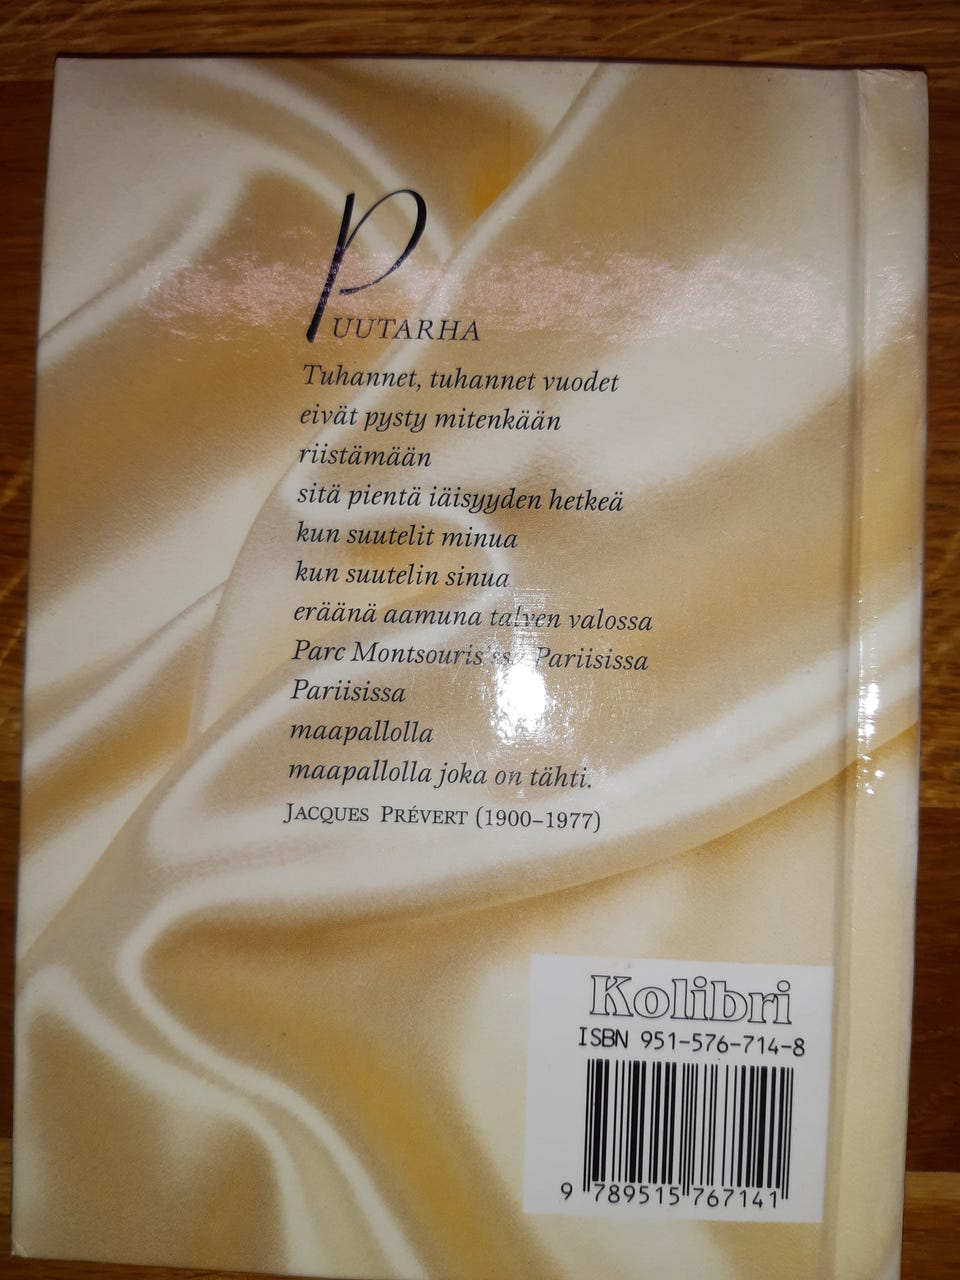 PUUTARHA
Tuhannet, tuhannet vuodet
eivät pysty mitenkään
riistämään
sitä pientä iäisyyden hetkeä
kun suutelit minua
kun suutelin sinua
eräänä aamuna talven valossa
Parc Montsouris'ssa Pariisissa
Pariisissa
maapallolla
maapallolla joka on tähti.
JACQUES PRÉVERT (1900–1977)
Kolibri
ISBN 951-576-714-8
9 789515 767141